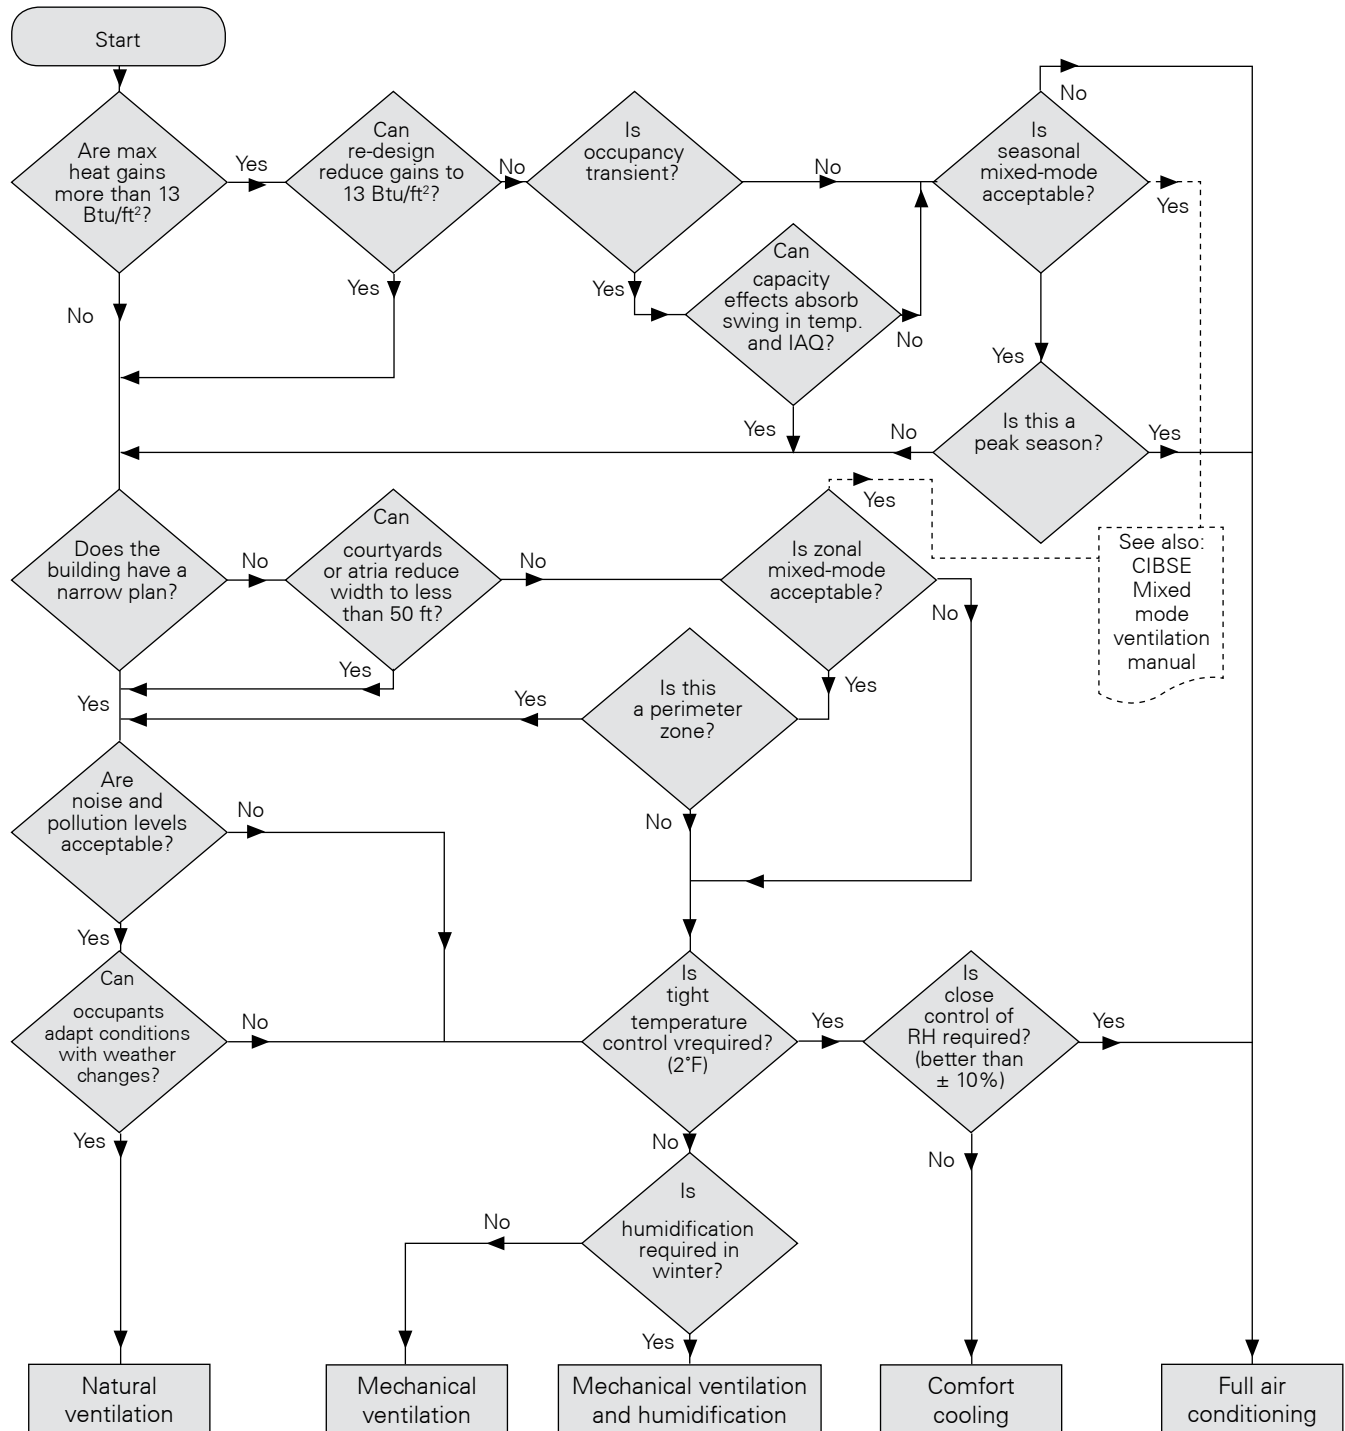 Start
Are max
heat gains
more than 13
Btu/ft²?
Yes
No
Can
re-design
reduce gains to
13 Btu/ft²?
No
Yes
Is
occupancy
transient?
No
Yes
Can
capacity
effects absorb
swing in temp.
and IAQ?
No
Yes
Is
seasonal
mixed-mode
acceptable?
No
Yes
Yes
Is this a
peak season?
No
Yes
Does the
building have a
narrow plan?
No
Yes
Can
courtyards
or atria reduce
width to less
than 50 ft?
No
Yes
Is zonal
mixed-mode
acceptable?
Yes
No
Yes
See also:
CIBSE
Mixed
mode
ventilation
manual
Is this
a perimeter
zone?
Yes
No
Are
noise and
pollution levels
acceptable?
No
Yes
Can
occupants
adapt conditions
with weather
changes?
No
Yes
Is
tight
temperature
control vrequired?
(2˚F)
Yes
No
Is
close
control of
RH required?
(better than
± 10%)
Yes
No
Is
humidification
required in
winter?
No
Yes
Natural
ventilation
Mechanical
ventilation
Mechanical ventilation
and humidification
Comfort
cooling
Full air
conditioning